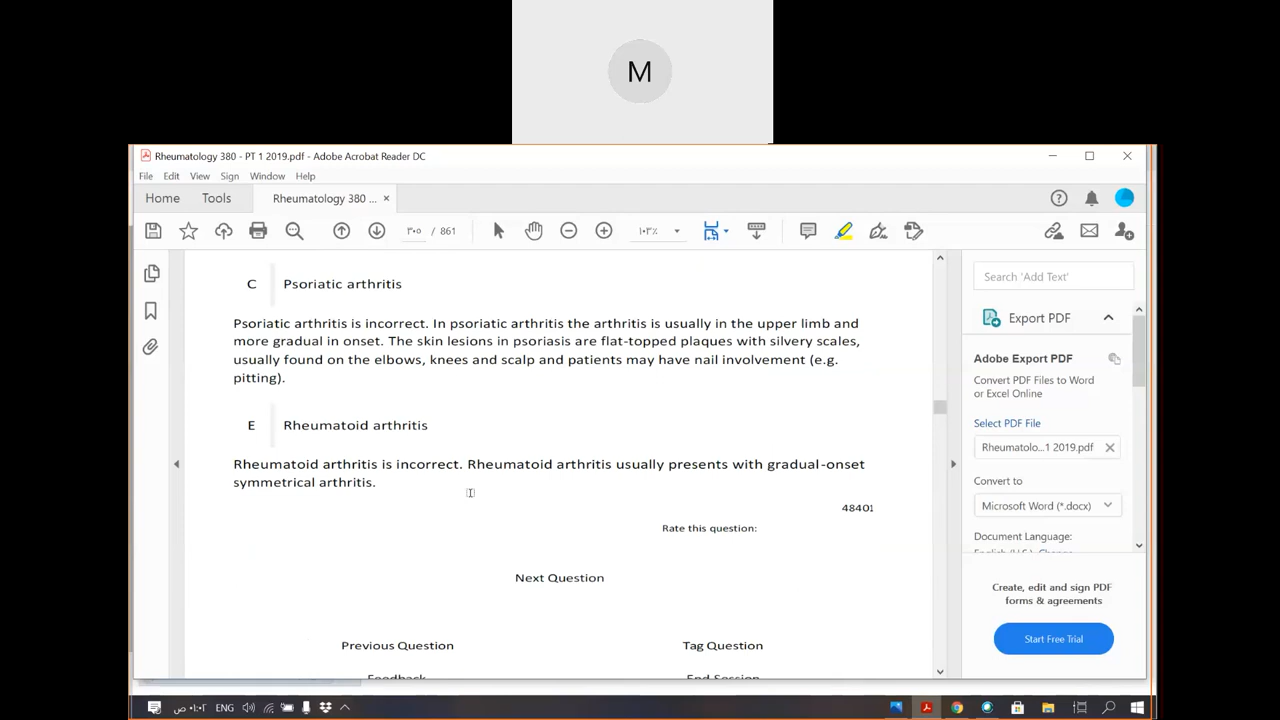 M
Rheumatology 380 - PT 1 2019.pdf - Adobe Acrobat Reader DC
File Edit View Sign Window Help
Home Tools Rheumatology 380 ... ×
٣٠٥ / 861 ١٠٣٪
C Psoriatic arthritis
Psoriatic arthritis is incorrect. In psoriatic arthritis the arthritis is usually in the upper limb and
more gradual in onset. The skin lesions in psoriasis are flat-topped plaques with silvery scales,
usually found on the elbows, knees and scalp and patients may have nail involvement (e.g.
pitting).
E Rheumatoid arthritis
Rheumatoid arthritis is incorrect. Rheumatoid arthritis usually presents with gradual-onset
symmetrical arthritis.
48401
Rate this question:
Next Question
Previous Question Tag Question
Feedback End Session
Search 'Add Text'
Export PDF
Adobe Export PDF
Convert PDF Files to Word
or Excel Online
Select PDF File
Rheumatolo...1 2019.pdf
Convert to
Microsoft Word (*.docx)
Document Language:
English (U.S.) Change
Create, edit and sign PDF
forms & agreements
Start Free Trial
ENG